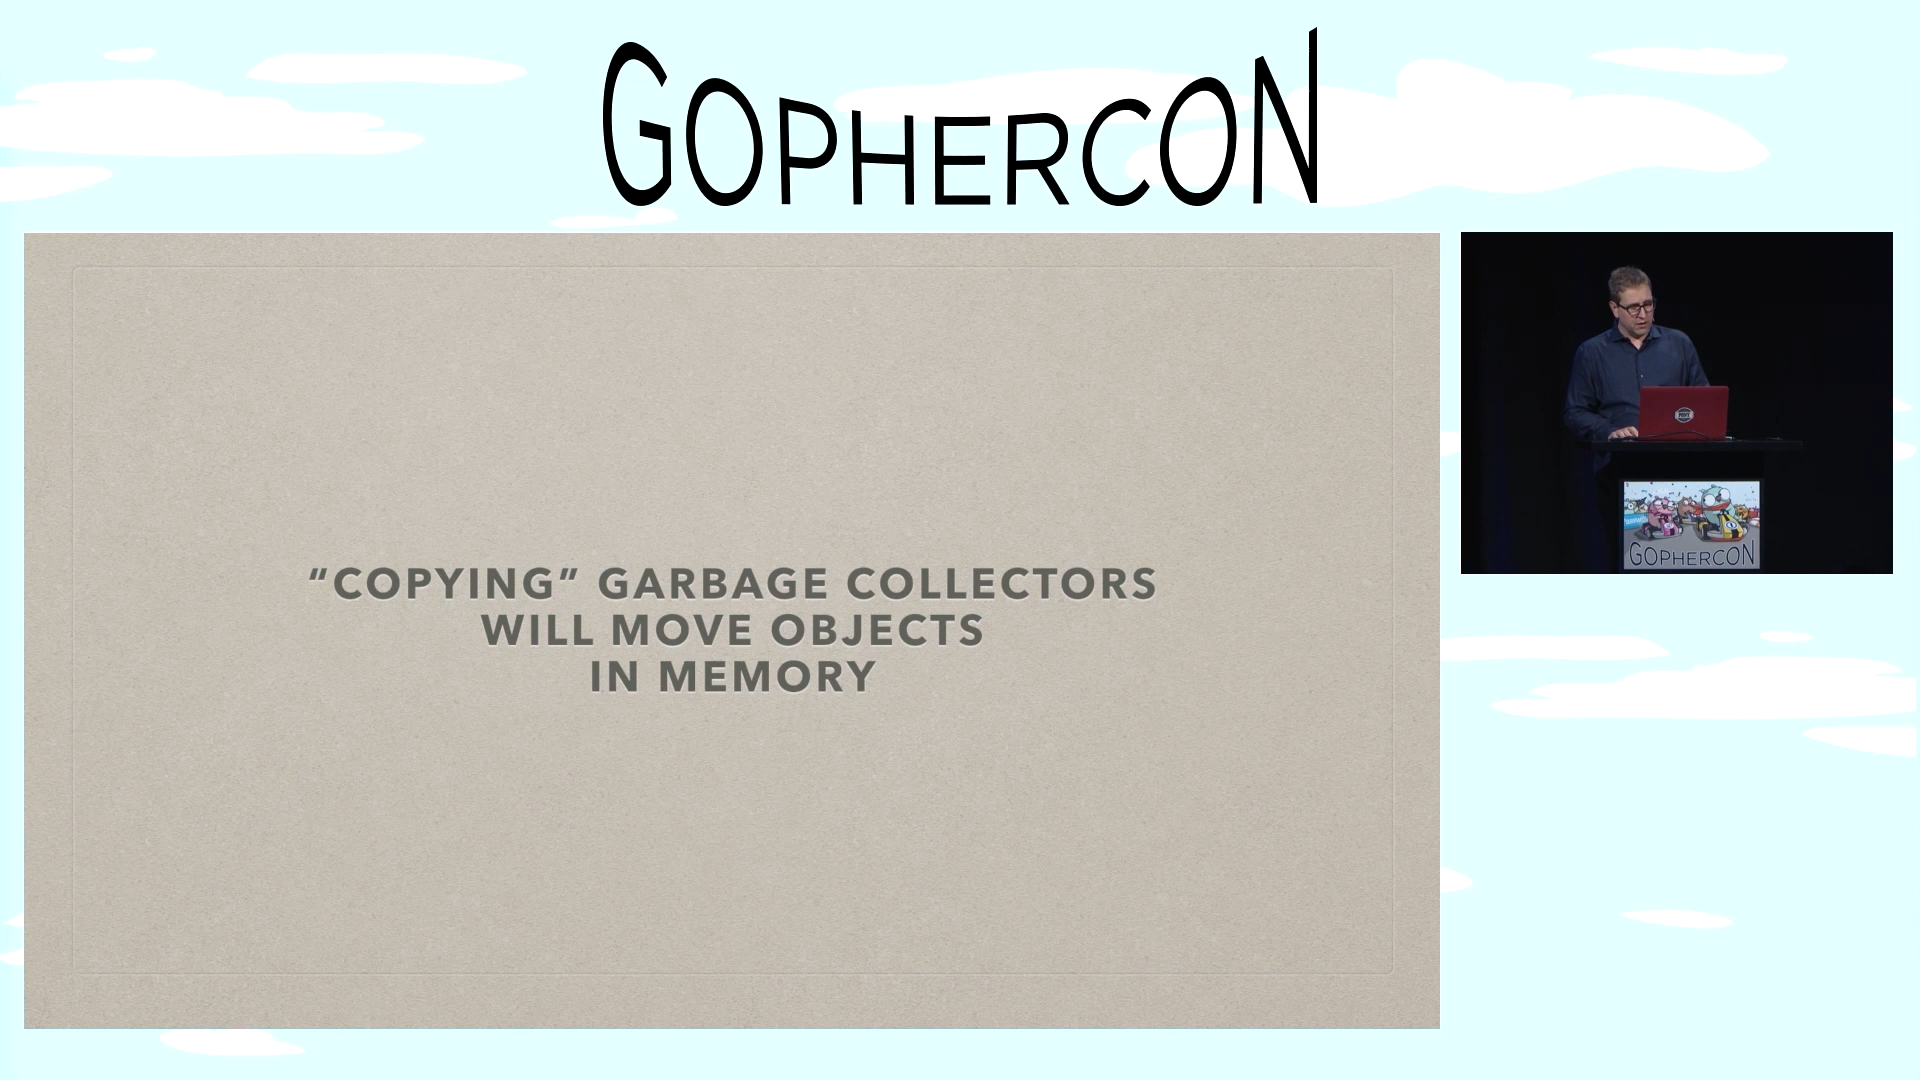 GOPHERCON
“COPYING” GARBAGE COLLECTORS
WILL MOVE OBJECTS
IN MEMORY
GOPHERCON